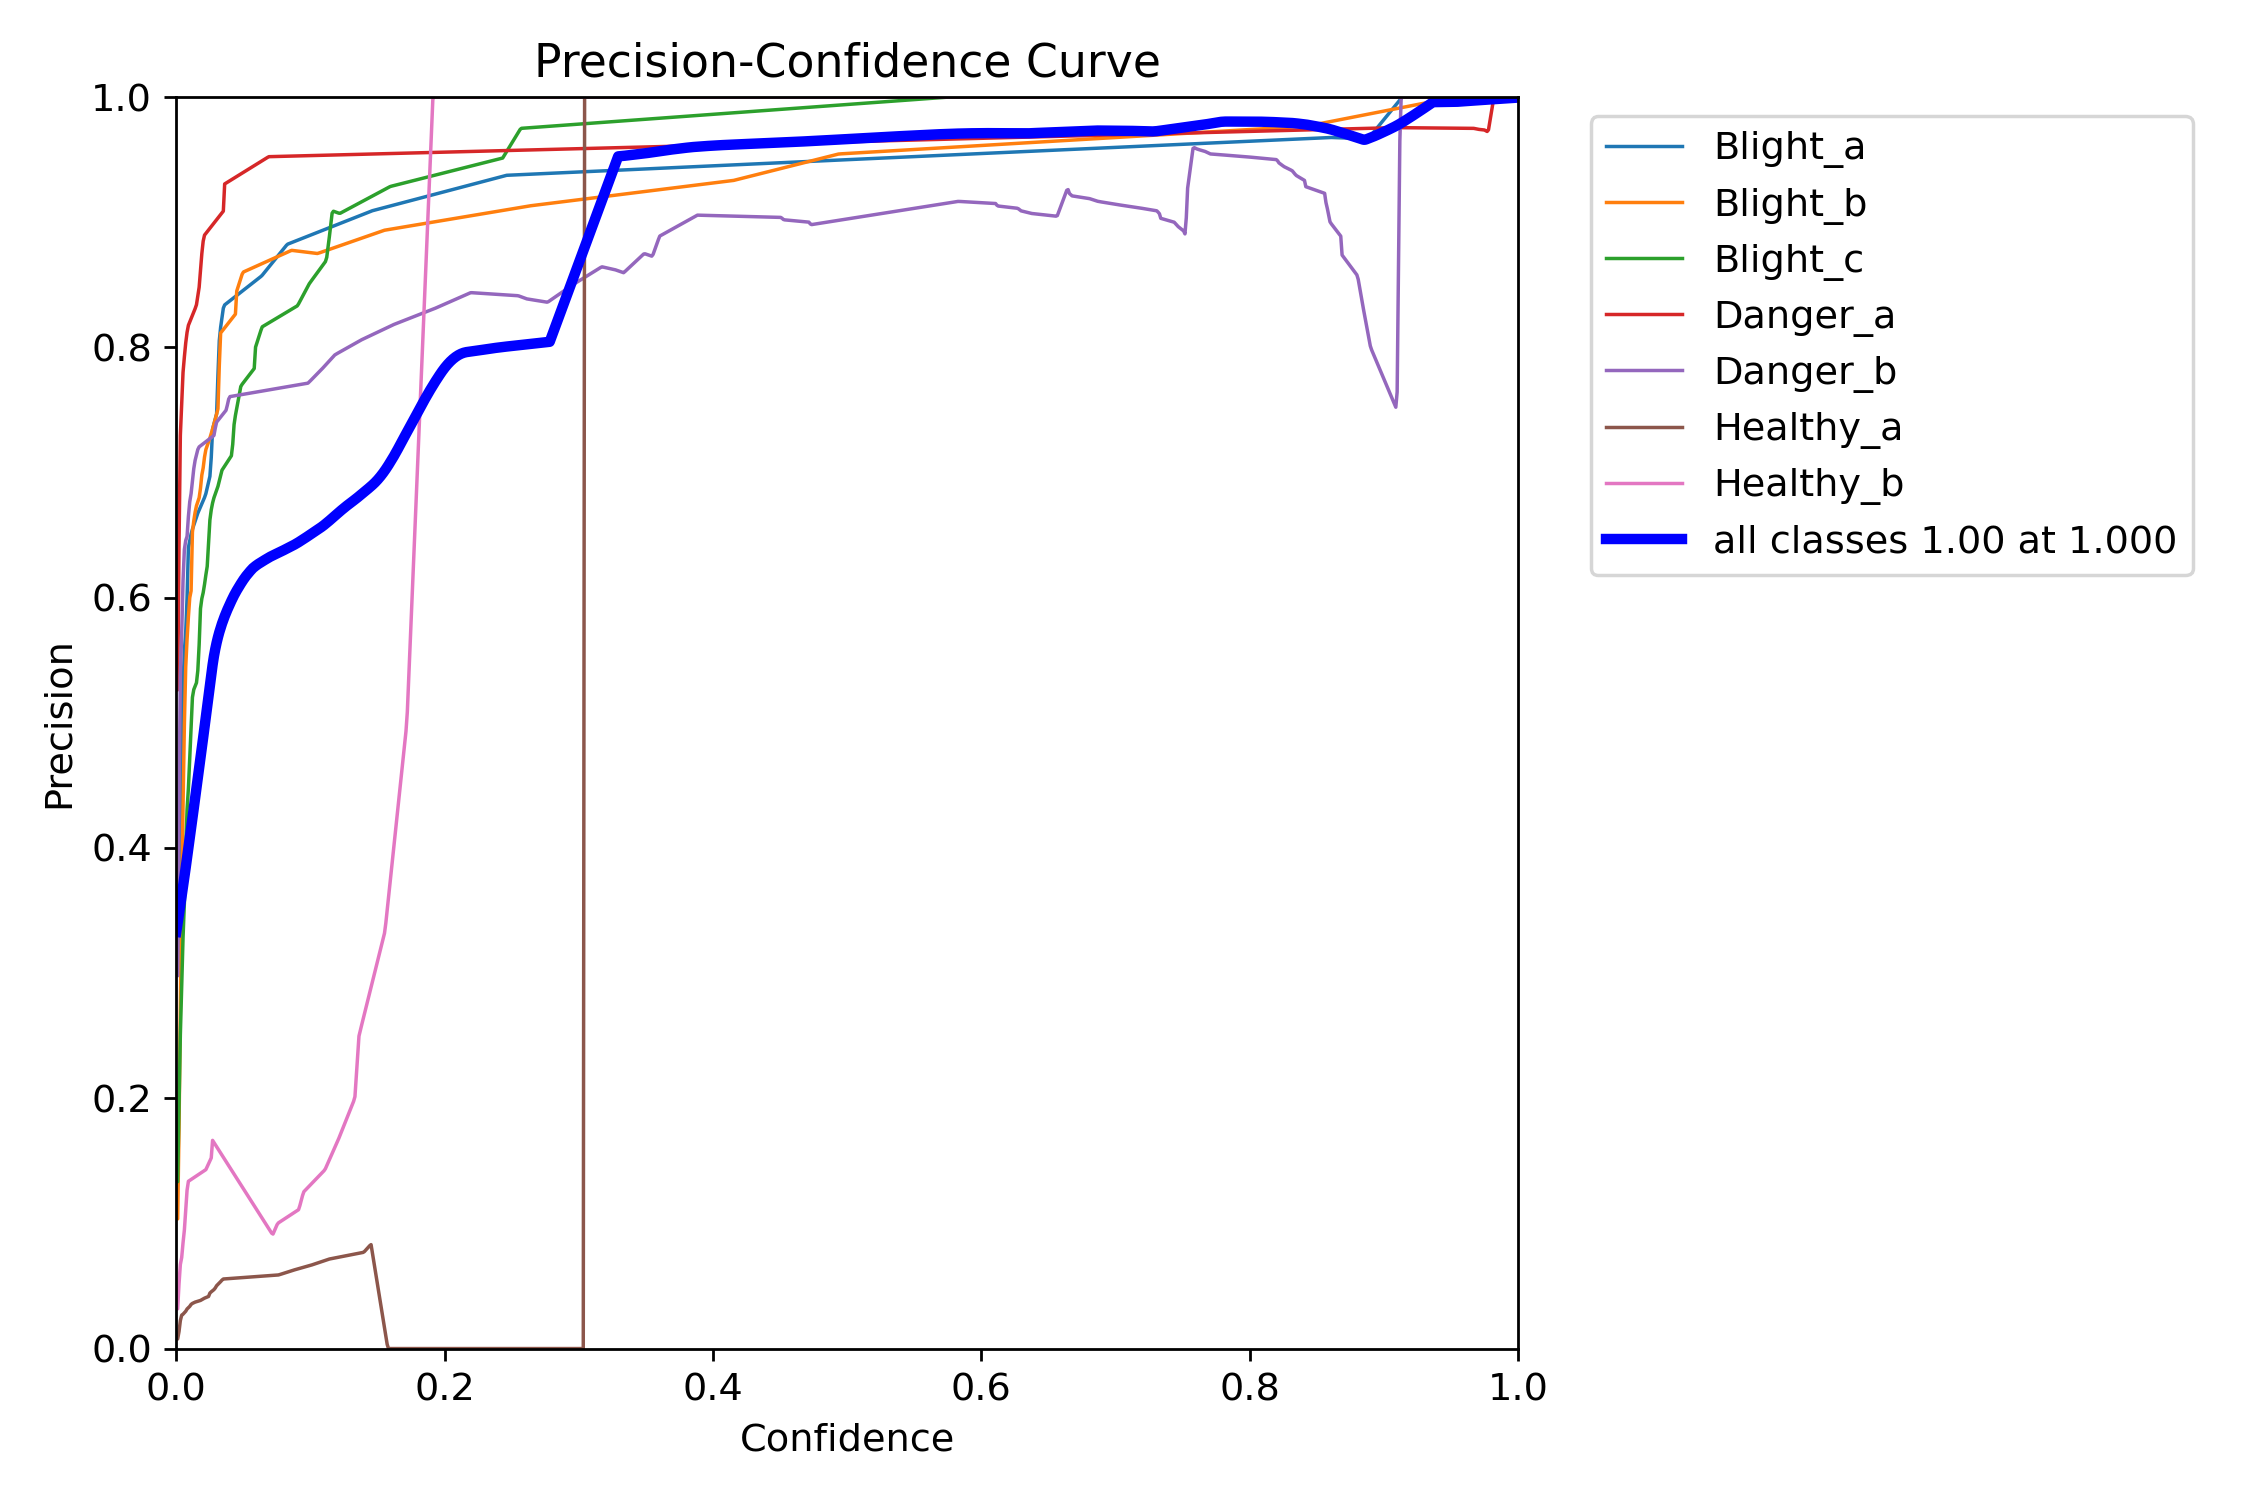 Precision-Confidence Curve
1.0
0.8
0.6
0.4
0.2
0.0
Precision
0.0 0.2 0.4 0.6 0.8 1.0
Confidence
Blight_a
Blight_b
Blight_c
Danger_a
Danger_b
Healthy_a
Healthy_b
all classes 1.00 at 1.000